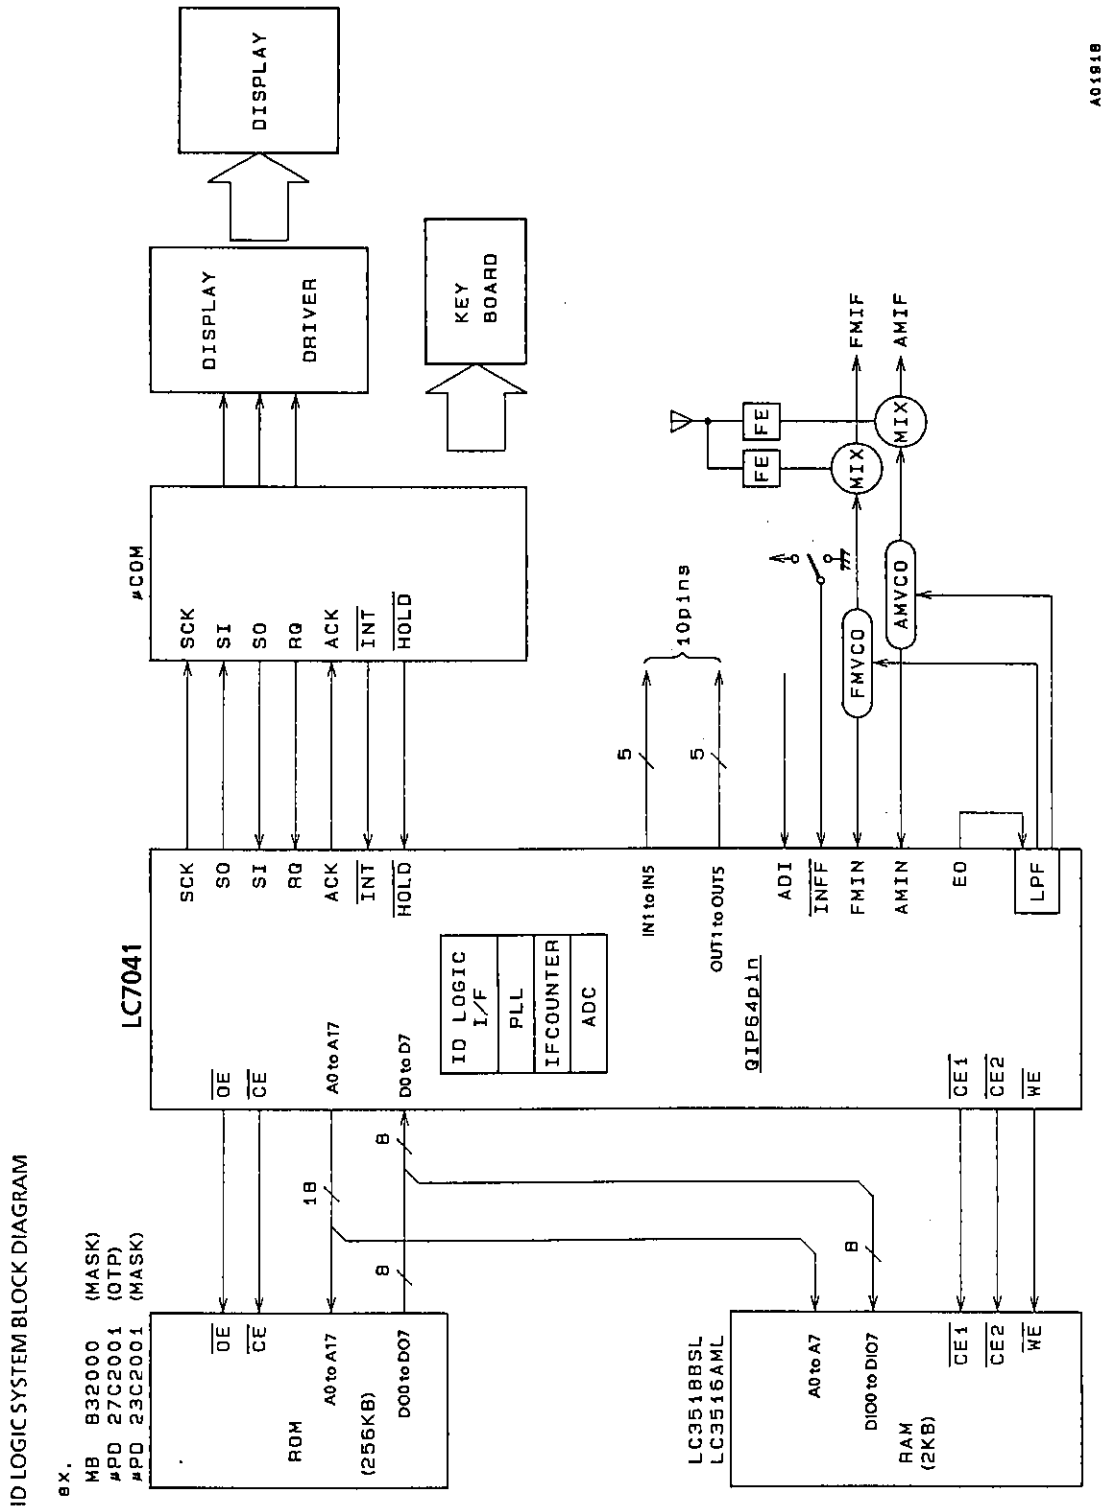 ID LOGIC SYSTEM BLOCK DIAGRAM
ex.
MB 832000 (MASK)
μPD 27C2001 (OTP)
μPD 23C2001 (MASK)
ROM
(256KB)
OE
CE
A0 to A17
DO0 to DO7
18
8
8
8
LC3518BSL
LC3516AML
RAM
(2KB)
A0 to A7
DIO0 to DIO7
CE1
CE2
WE
LC7041
OE
CE
A0 to A17
D0 to D7
CE1
CE2
WE
ID LOGIC
I/F
PLL
IFCOUNTER
ADC
QIP64pin
SCK
SO
SI
RQ
ACK
INT
HOLD
IN1 to IN5
OUT1 to OUT5
ADI
INFF
FMIN
AMIN
EO
LPF
5
5
10pins
μCOM
SCK
SI
SO
RQ
ACK
INT
HOLD
FMVCO
AMVCO
MIX
MIX
FE
FE
FMIF
AMIF
DISPLAY
DRIVER
KEY
BOARD
DISPLAY
A01918